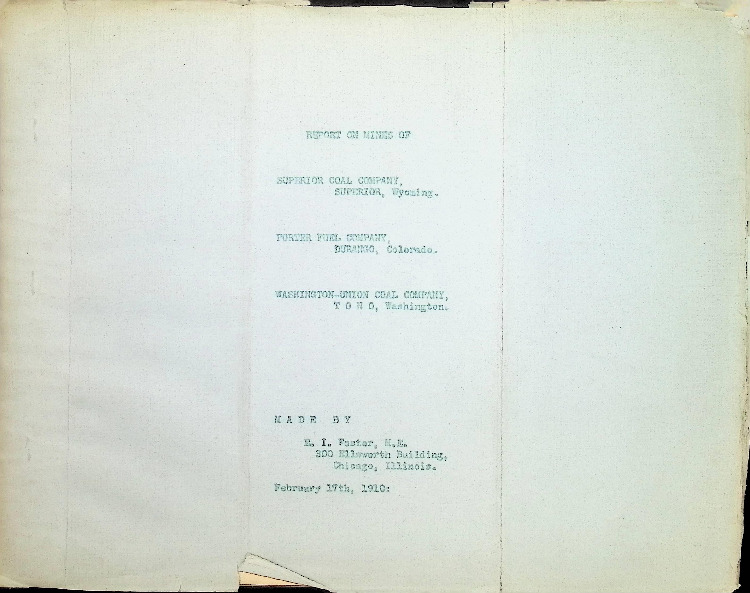 REPORT ON MINES OF
SUPERIOR COAL COMPANY,
SUPERIOR, Wyoming.
PORTER FUEL COMPANY,
DURANGO, Colorado.
WASHINGTON-UNION COAL COMPANY,
T O N O, Washington.
M A D E B Y
E. I. Foster, M.E.
300 Ellsworth Building,
Chicago, Illinois.
February 17th, 1910: